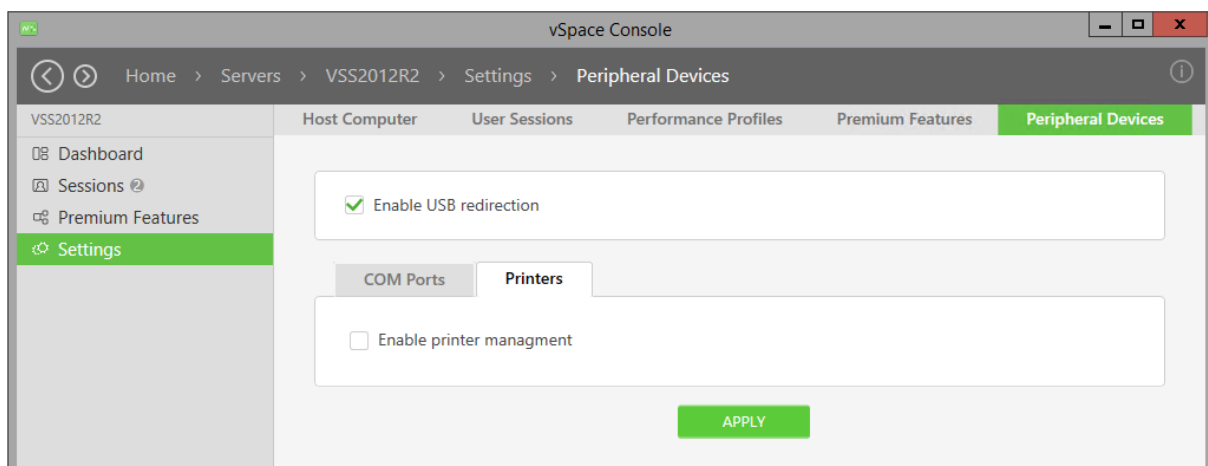 vSpace Console
Home > Servers > VSS2012R2 > Settings > Peripheral Devices
VSS2012R2
Host Computer User Sessions Performance Profiles Premium Features Peripheral Devices
Dashboard
Sessions 2
Premium Features
Settings
Enable USB redirection
COM Ports Printers
Enable printer managment
APPLY